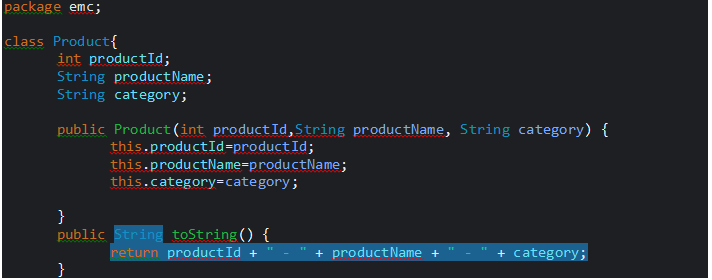 package emc;
class Product{
int productId;
String productName;
String category;
public Product(int productId,String productName, String category) {
this.productId=productId;
this.productName=productName;
this.category=category;
}
public String toString() {
return productId + " - " + productName + " - " + category;
}